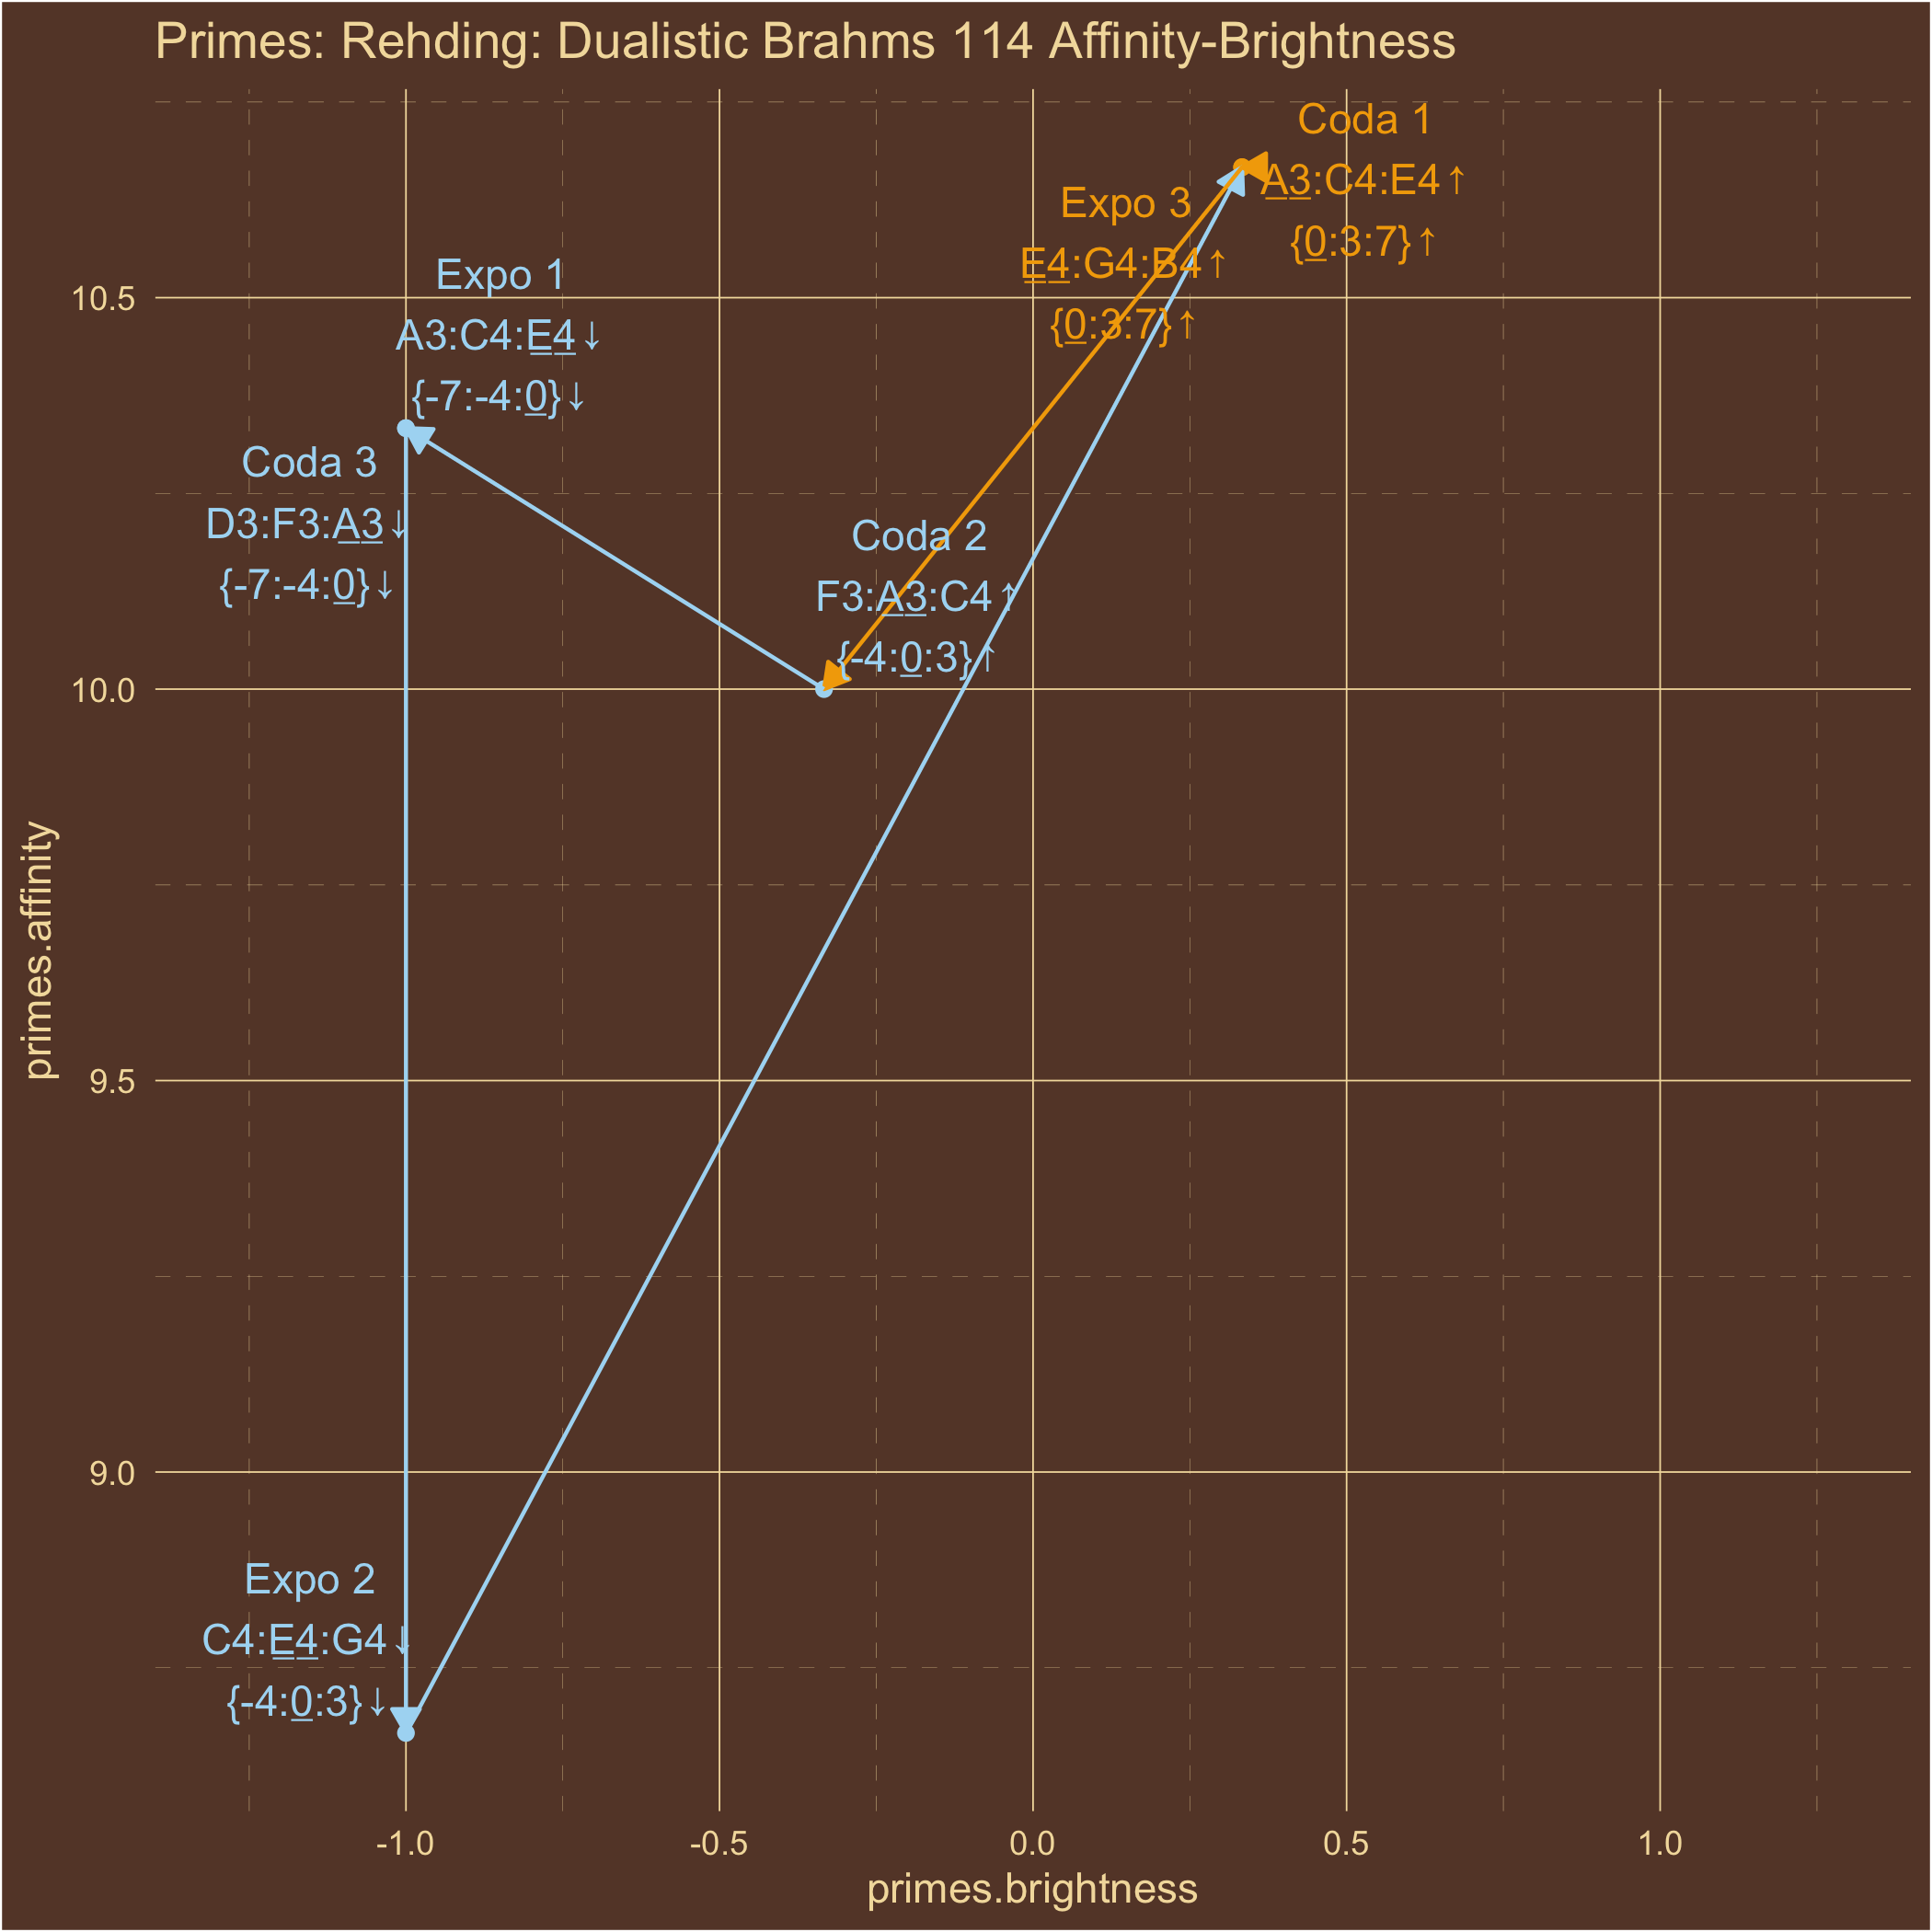 Primes: Rehding: Dualistic Brahms 114 Affinity-Brightness
Coda 1
A3:C4:E4↑
{0:3:7}↑
Expo 3
E4:G4:B4↑
{0:3:7}↑
Expo 1
A3:C4:E4↓
{-7:-4:0}↓
Coda 3
D3:F3:A3↓
{-7:-4:0}↓
Coda 2
F3:A3:C4↑
{-4:0:3}↑
Expo 2
C4:E4:G4↓
{-4:0:3}↓
primes.affinity
10.5
10.0
9.5
9.0
-1.0
-0.5
0.0
0.5
1.0
primes.brightness